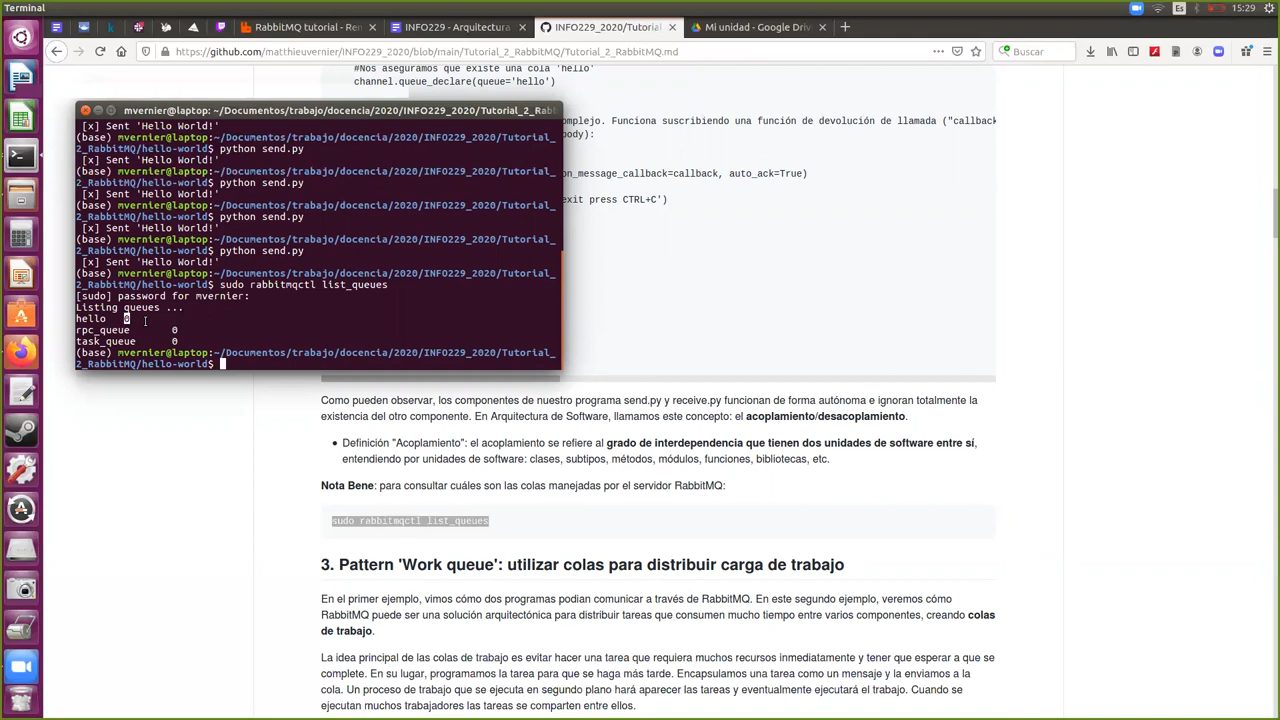 Terminal
Es
15:29
RabbitMQ tutorial - Ren
INFO229 - Arquitectura
INFO229_2020/Tutorial
Mi unidad - Google Driv
https://github.com/matthieuvernier/INFO229_2020/blob/main/Tutorial_2_RabbitMQ/Tutorial_2_RabbitMQ.md
Buscar
#Nos aseguramos que existe una cola 'hello'
channel.queue_declare(queue='hello')
mvernier@laptop: ~/Documentos/trabajo/docencia/2020/INFO229_2020/Tutorial_2_Rabb
omplejo. Funciona suscribiendo una función de devolución de llamada ("callback
body):
on_message_callback=callback, auto_ack=True)
exit press CTRL+C')
[x] Sent 'Hello World!'
(base) mvernier@laptop:~/Documentos/trabajo/docencia/2020/INFO229_2020/Tutorial_
2_RabbitMQ/hello-world$ python send.py
[x] Sent 'Hello World!'
(base) mvernier@laptop:~/Documentos/trabajo/docencia/2020/INFO229_2020/Tutorial_
2_RabbitMQ/hello-world$ python send.py
[x] Sent 'Hello World!'
(base) mvernier@laptop:~/Documentos/trabajo/docencia/2020/INFO229_2020/Tutorial_
2_RabbitMQ/hello-world$ python send.py
[x] Sent 'Hello World!'
(base) mvernier@laptop:~/Documentos/trabajo/docencia/2020/INFO229_2020/Tutorial_
2_RabbitMQ/hello-world$ python send.py
[x] Sent 'Hello World!'
(base) mvernier@laptop:~/Documentos/trabajo/docencia/2020/INFO229_2020/Tutorial_
2_RabbitMQ/hello-world$ sudo rabbitmqctl list_queues
[sudo] password for mvernier:
Listing queues ...
hello 0
rpc_queue 0
task_queue 0
(base) mvernier@laptop:~/Documentos/trabajo/docencia/2020/INFO229_2020/Tutorial_
2_RabbitMQ/hello-world$
Como pueden observar, los componentes de nuestro programa send.py y receive.py funcionan de forma autónoma e ignoran totalmente la
existencia del otro componente. En Arquitectura de Software, llamamos este concepto: el acoplamiento/desacoplamiento.
• Definición "Acoplamiento": el acoplamiento se refiere al grado de interdependencia que tienen dos unidades de software entre sí,
entendiendo por unidades de software: clases, subtipos, métodos, módulos, funciones, bibliotecas, etc.
Nota Bene: para consultar cuáles son las colas manejadas por el servidor RabbitMQ:
sudo rabbitmqctl list_queues
3. Pattern 'Work queue': utilizar colas para distribuir carga de trabajo
En el primer ejemplo, vimos cómo dos programas podian comunicar a través de RabbitMQ. En este segundo ejemplo, veremos cómo
RabbitMQ puede ser una solución arquitectónica para distribuir tareas que consumen mucho tiempo entre varios componentes, creando colas
de trabajo.
La idea principal de las colas de trabajo es evitar hacer una tarea que requiera muchos recursos inmediatamente y tener que esperar a que se
complete. En su lugar, programamos la tarea para que se haga más tarde. Encapsulamos una tarea como un mensaje y la enviamos a la
cola. Un proceso de trabajo que se ejecuta en segundo plano hará aparecer las tareas y eventualmente ejecutará el trabajo. Cuando se
ejecutan muchos trabajadores las tareas se comparten entre ellos.